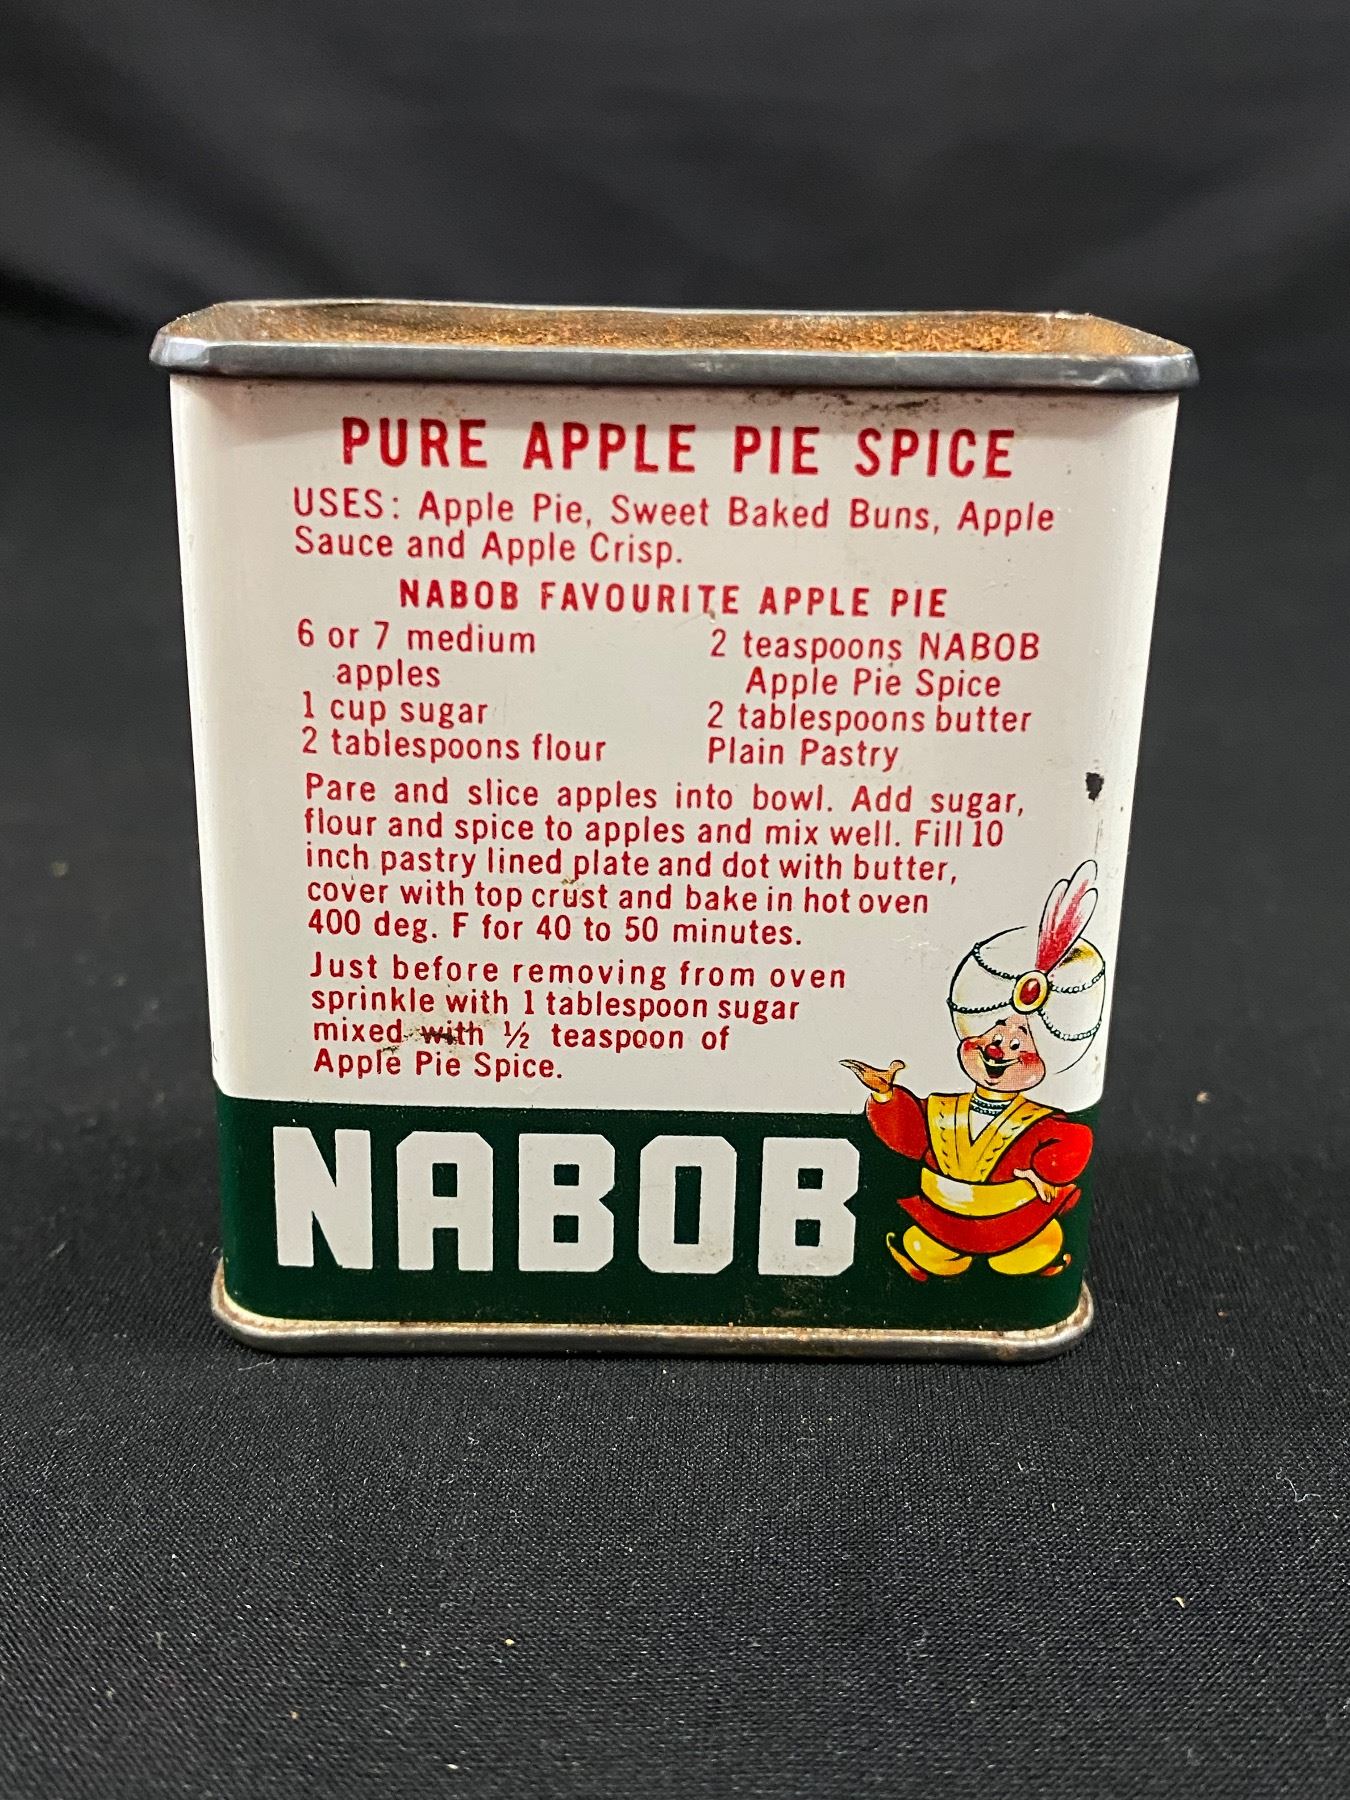 PURE APPLE PIE SPICE
USES: Apple Pie, Sweet Baked Buns, Apple
Sauce and Apple Crisp.
NABOB FAVOURITE APPLE PIE
6 or 7 medium
apples
1 cup sugar
2 tablespoons flour
2 teaspoons NABOB
Apple Pie Spice
2 tablespoons butter
Plain Pastry
Pare and slice apples into bowl. Add sugar,
flour and spice to apples and mix well. Fill 10
inch pastry lined plate and dot with butter,
cover with top crust and bake in hot oven
400 deg. F for 40 to 50 minutes.
Just before removing from oven
sprinkle with 1 tablespoon sugar
mixed with ½ teaspoon of
Apple Pie Spice.
NABOB